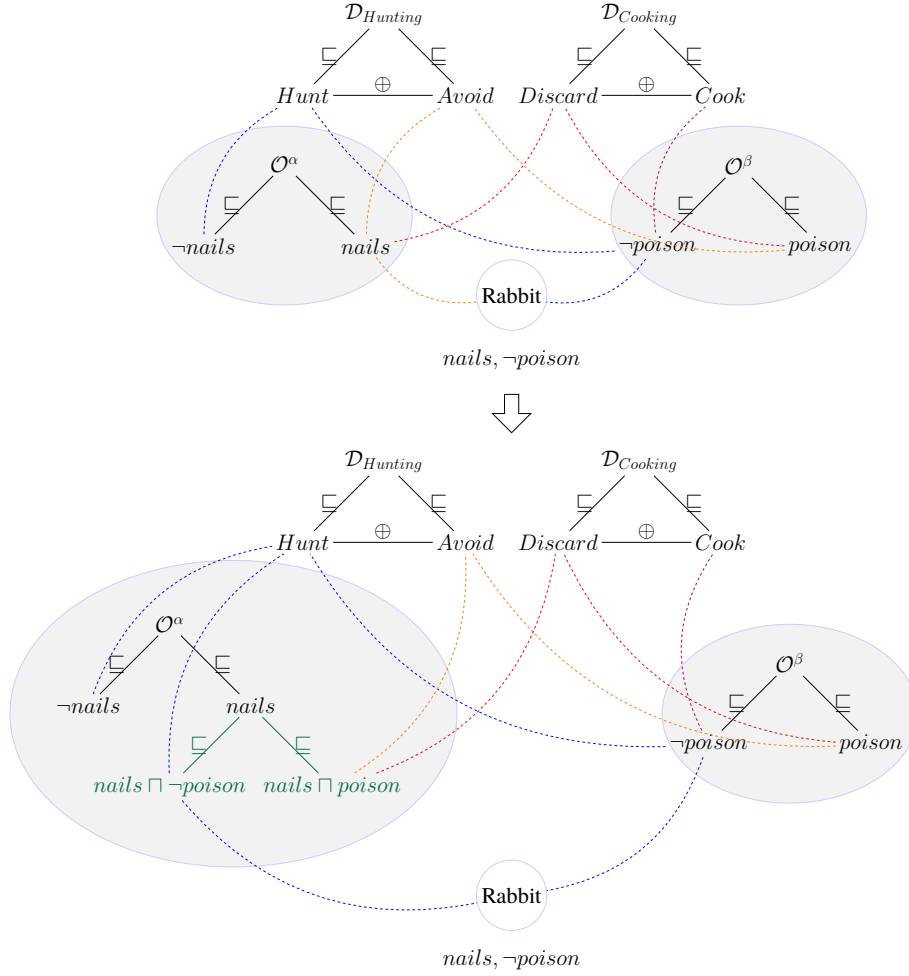 𝒟_Hunting 𝒟_Cooking
⊑ ⊑ ⊑ ⊑
Hunt ⊕ Avoid Discard ⊕ Cook
𝒪^α 𝒪^β
⊑ ⊑ ⊑ ⊑
¬nails nails ¬poison poison
Rabbit
nails, ¬poison
𝒟_Hunting 𝒟_Cooking
⊑ ⊑ ⊑ ⊑
Hunt ⊕ Avoid Discard ⊕ Cook
𝒪^α
⊑ ⊑
𝒪^β
¬nails nails
⊑ ⊑
¬poison poison
⊑ ⊑
nails ⊓ ¬poison nails ⊓ poison
Rabbit
nails, ¬poison